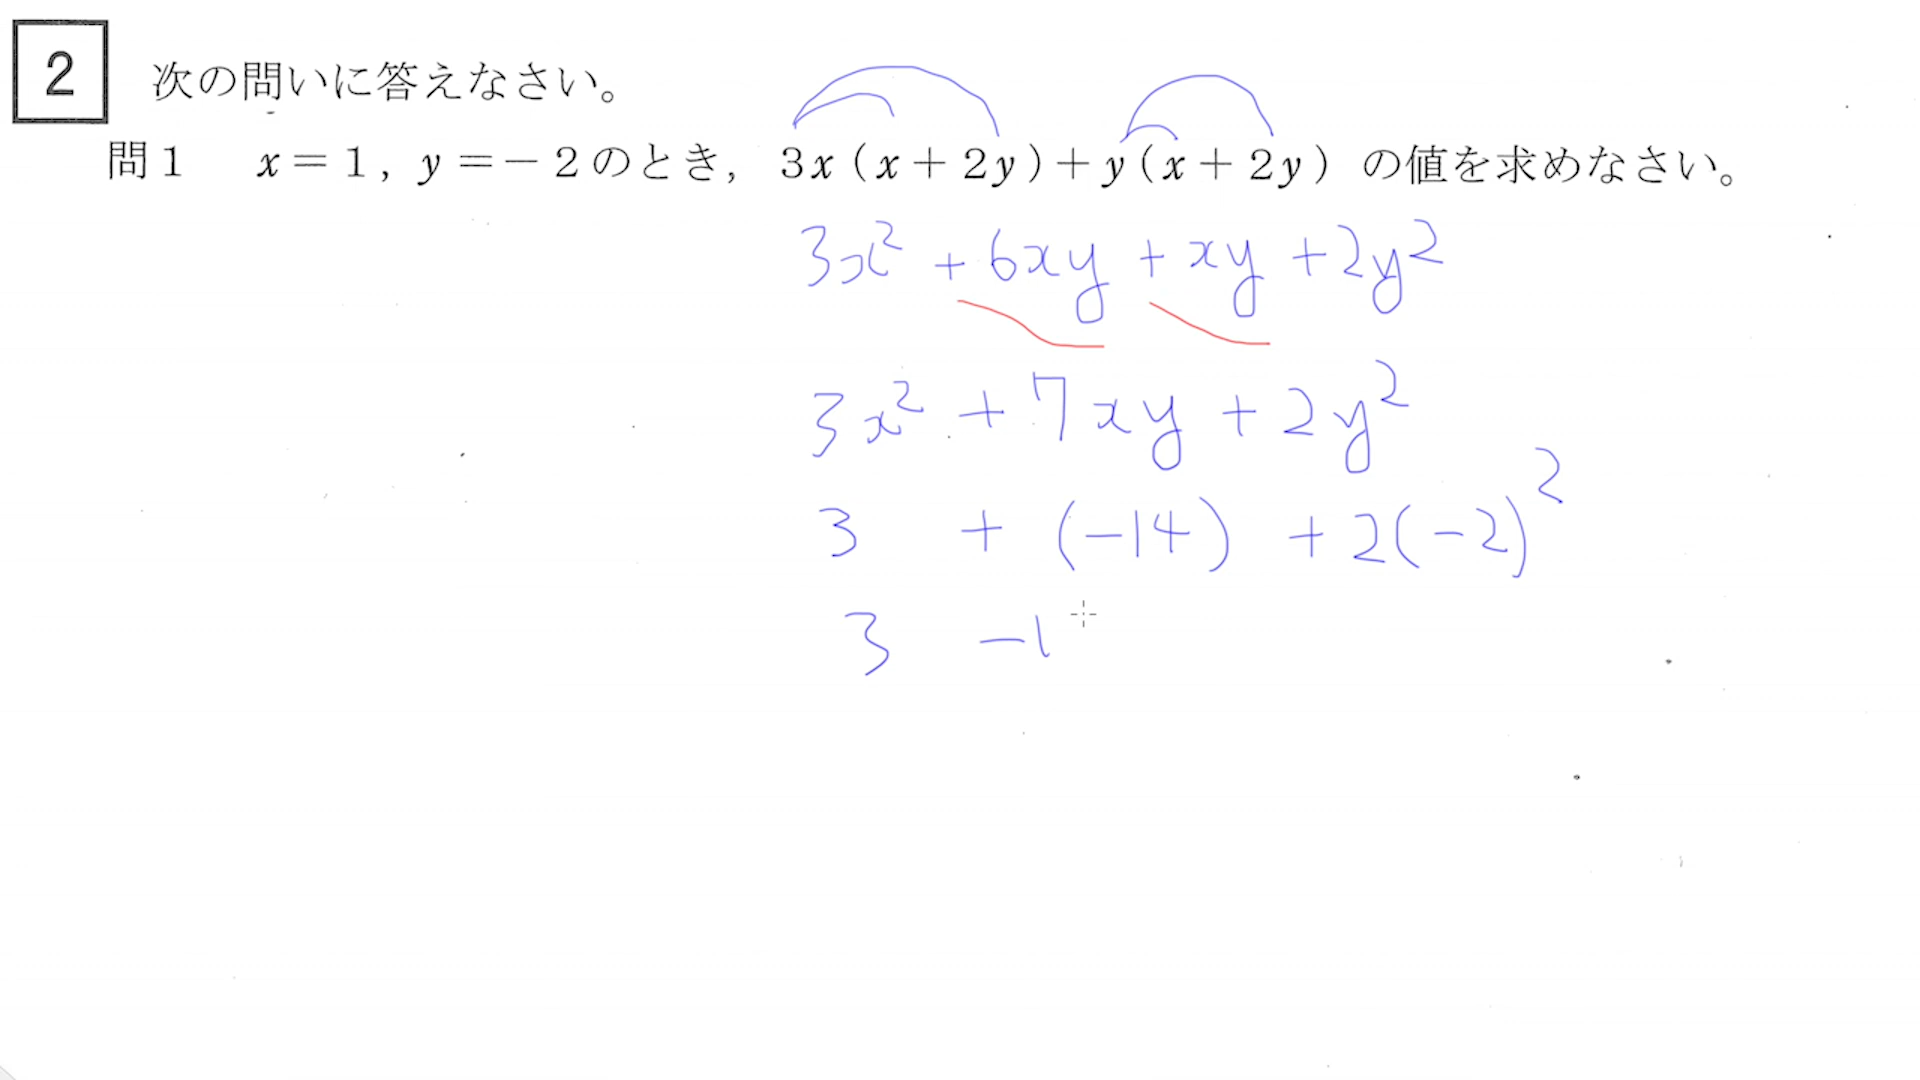 2 次の問いに答えなさい。
問1 x＝1, y＝－2のとき, 3x(x＋2y)＋y(x＋2y) の値を求めなさい。
3x² + 6xy + xy + 2y²
3x² + 7xy + 2y²
3 + (-14) + 2(-2)²
3 -1